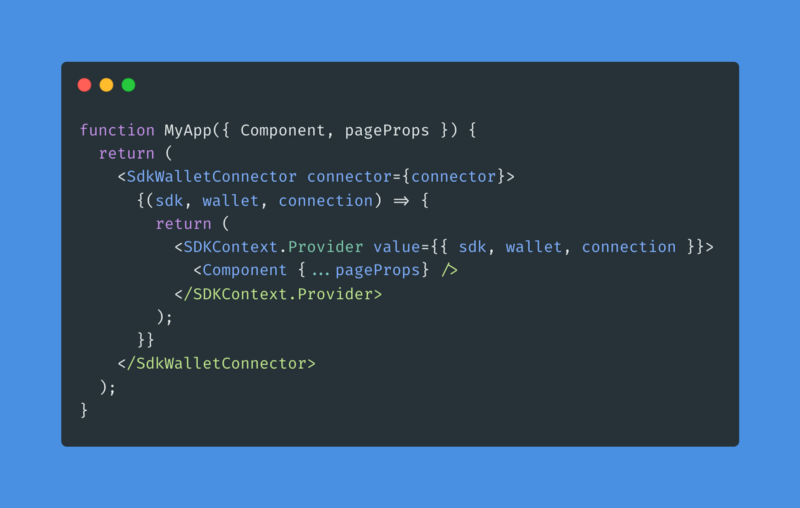 function MyApp({ Component, pageProps }) {
  return (
    <SdkWalletConnector connector={connector}>
      {(sdk, wallet, connection) => {
        return (
          <SDKContext.Provider value={{ sdk, wallet, connection }}>
            <Component {...pageProps} />
          </SDKContext.Provider>
        );
      }}
    </SdkWalletConnector>
  );
}